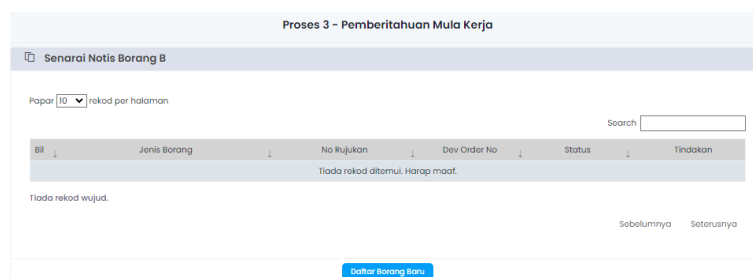 Proses 3 - Pemberitahuan Mula Kerja
Senarai Notis Borang B
Papar 10 rekod per halaman
Search
Bil Jenis Borang No Rujukan Dev Order No Status Tindakan
Tiada rekod ditemui. Harap maaf.
Tiada rekod wujud.
Sebelumnya Seterusnya
Daftar Borang Baru